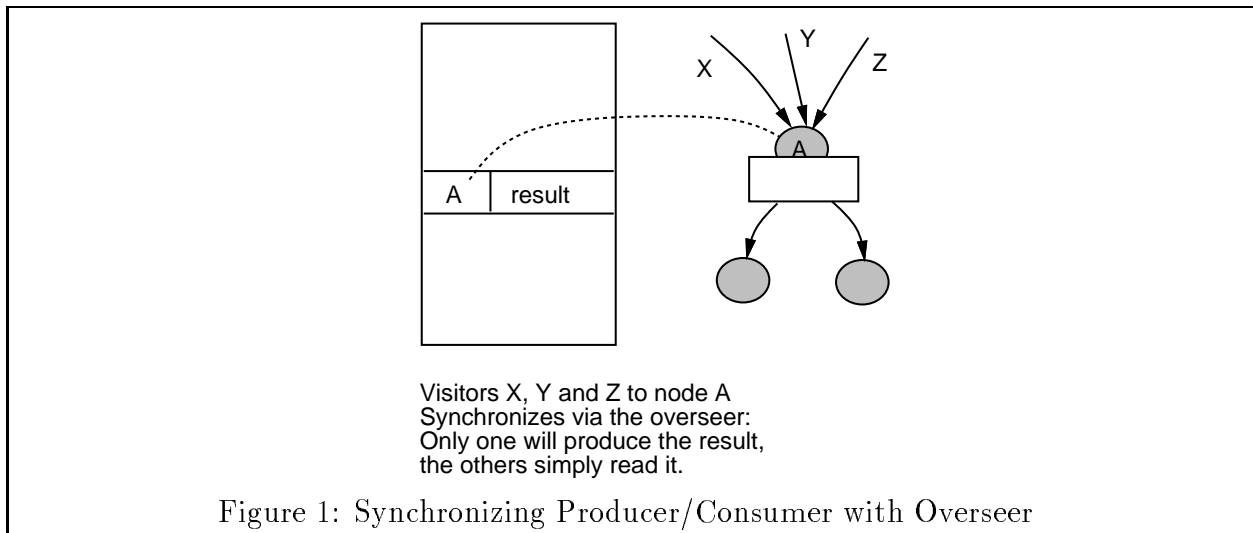 X
Y
Z
A
A
result
Visitors X, Y and Z to node A
Synchronizes via the overseer:
Only one will produce the result,
the others simply read it.
Figure 1: Synchronizing Producer/Consumer with Overseer